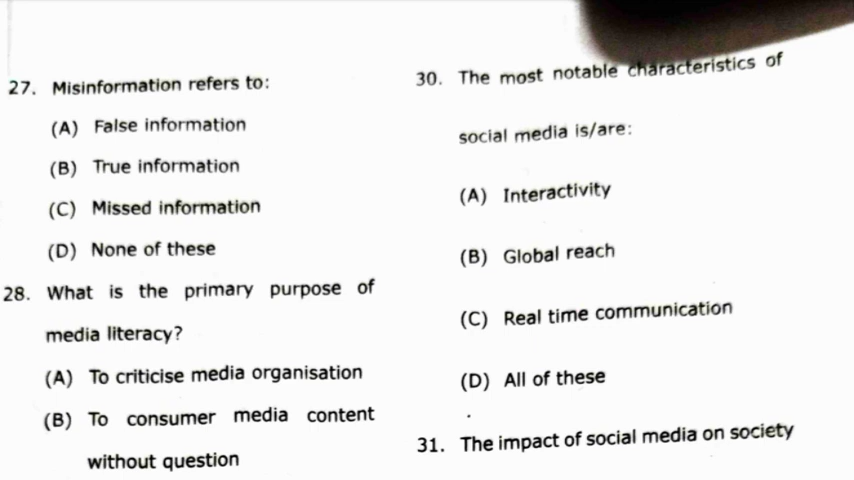 27. Misinformation refers to:
(A) False information
(B) True information
(C) Missed information
(D) None of these
28. What is the primary purpose of
media literacy?
(A) To criticise media organisation
(B) To consumer media content
without question
30. The most notable characteristics of
social media is/are:
(A) Interactivity
(B) Global reach
(C) Real time communication
(D) All of these
31. The impact of social media on society